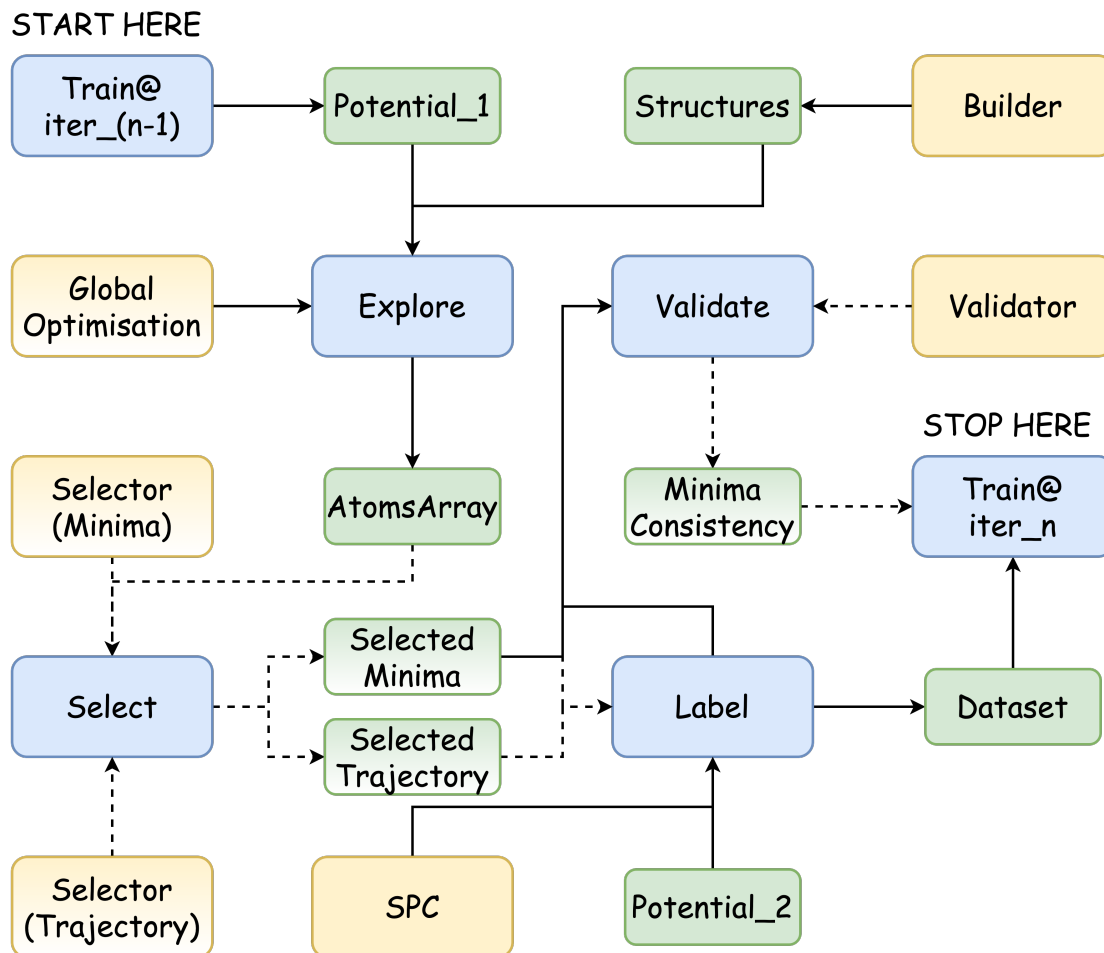 START HERE
Train@
iter_(n-1)
Potential_1
Structures
Builder
Global
Optimisation
Explore
Validate
Validator
STOP HERE
Selector
(Minima)
AtomsArray
Minima
Consistency
Train@
iter_n
Select
Selected
Minima
Selected
Trajectory
Label
Dataset
Selector
(Trajectory)
SPC
Potential_2